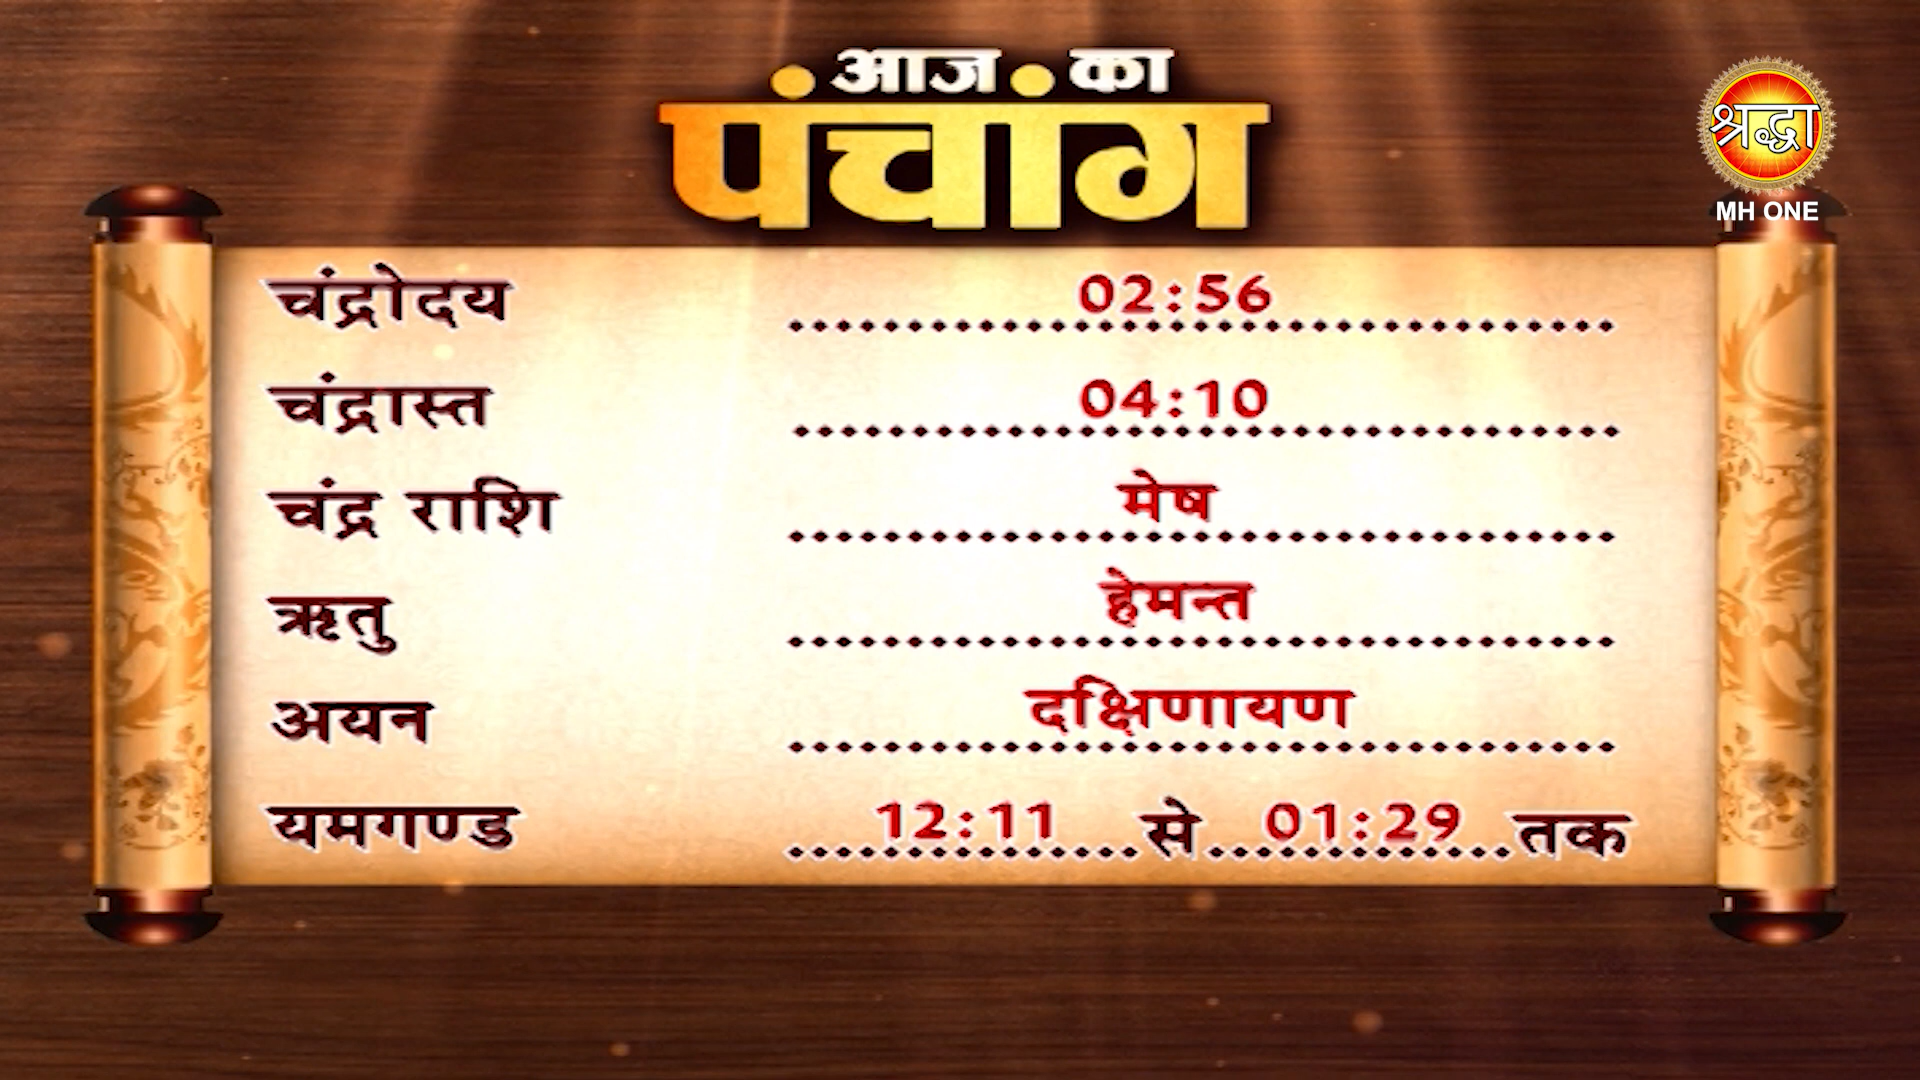 आज का
पंचांग
श्रद्धा
MH ONE
चंद्रोदय 02:56
चंद्रास्त 04:10
चंद्र राशि मेष
ऋतु हेमन्त
अयन दक्षिणायण
यमगण्ड 12:11 से 01:29 तक